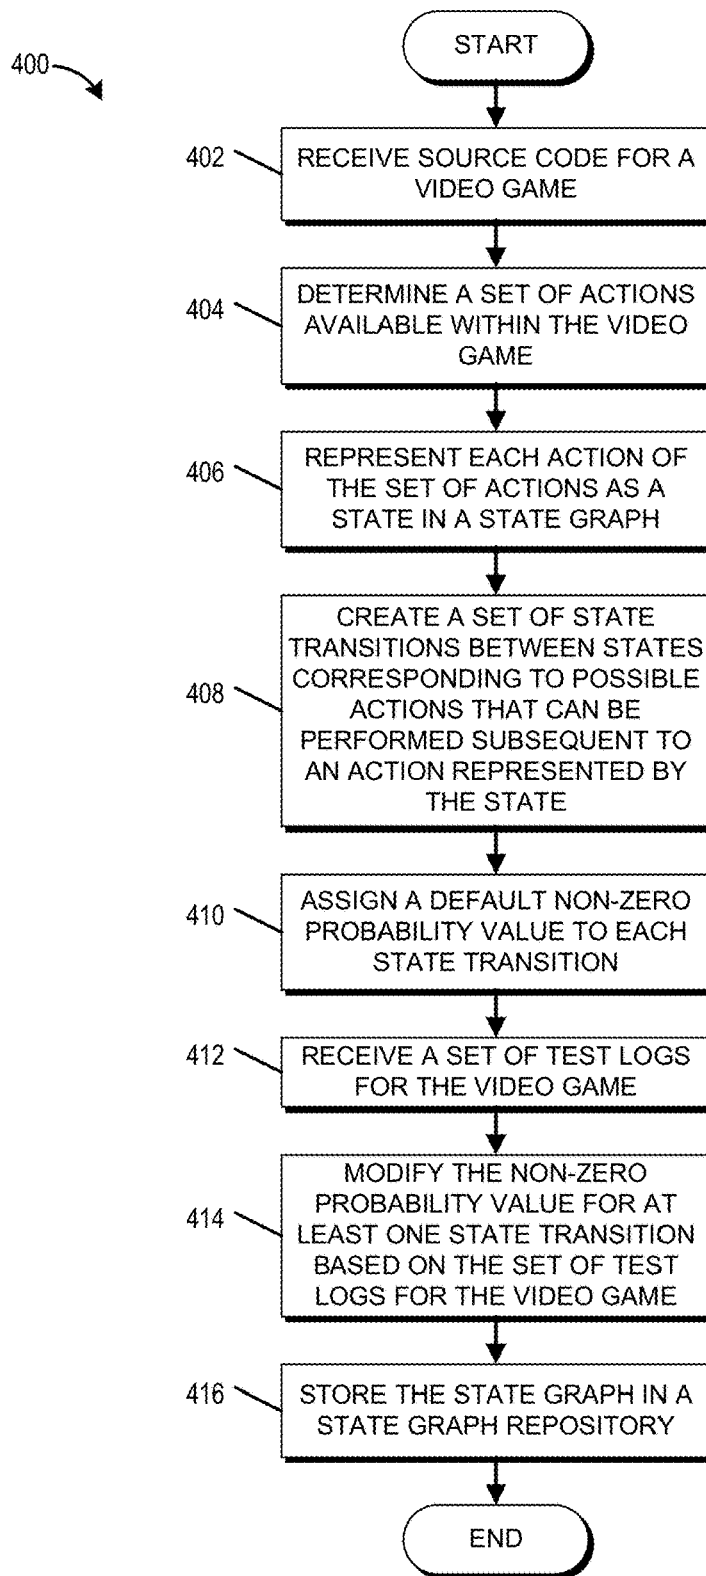 400
START
402
RECEIVE SOURCE CODE FOR A
VIDEO GAME
404
DETERMINE A SET OF ACTIONS
AVAILABLE WITHIN THE VIDEO
GAME
406
REPRESENT EACH ACTION OF
THE SET OF ACTIONS AS A
STATE IN A STATE GRAPH
408
CREATE A SET OF STATE
TRANSITIONS BETWEEN STATES
CORRESPONDING TO POSSIBLE
ACTIONS THAT CAN BE
PERFORMED SUBSEQUENT TO
AN ACTION REPRESENTED BY
THE STATE
410
ASSIGN A DEFAULT NON-ZERO
PROBABILITY VALUE TO EACH
STATE TRANSITION
412
RECEIVE A SET OF TEST LOGS
FOR THE VIDEO GAME
414
MODIFY THE NON-ZERO
PROBABILITY VALUE FOR AT
LEAST ONE STATE TRANSITION
BASED ON THE SET OF TEST
LOGS FOR THE VIDEO GAME
416
STORE THE STATE GRAPH IN A
STATE GRAPH REPOSITORY
END